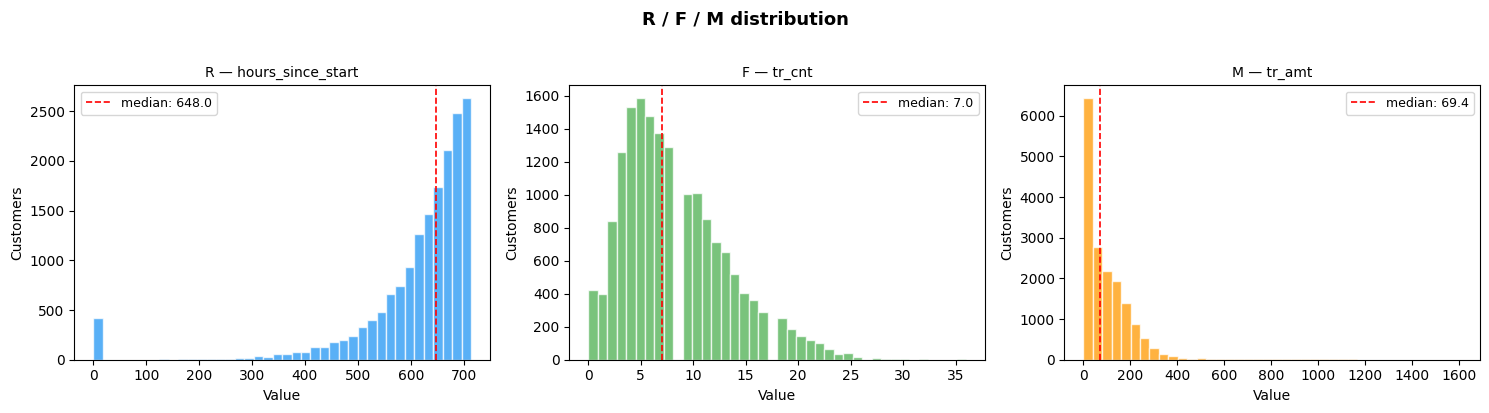 R / F / M distribution
R — hours_since_start
median: 648.0
Customers
2500
2000
1500
1000
500
0
0 100 200 300 400 500 600 700
Value
F — tr_cnt
median: 7.0
Customers
1600
1400
1200
1000
800
600
400
200
0
0 5 10 15 20 25 30 35
Value
M — tr_amt
median: 69.4
Customers
6000
5000
4000
3000
2000
1000
0
0 200 400 600 800 1000 1200 1400 1600
Value